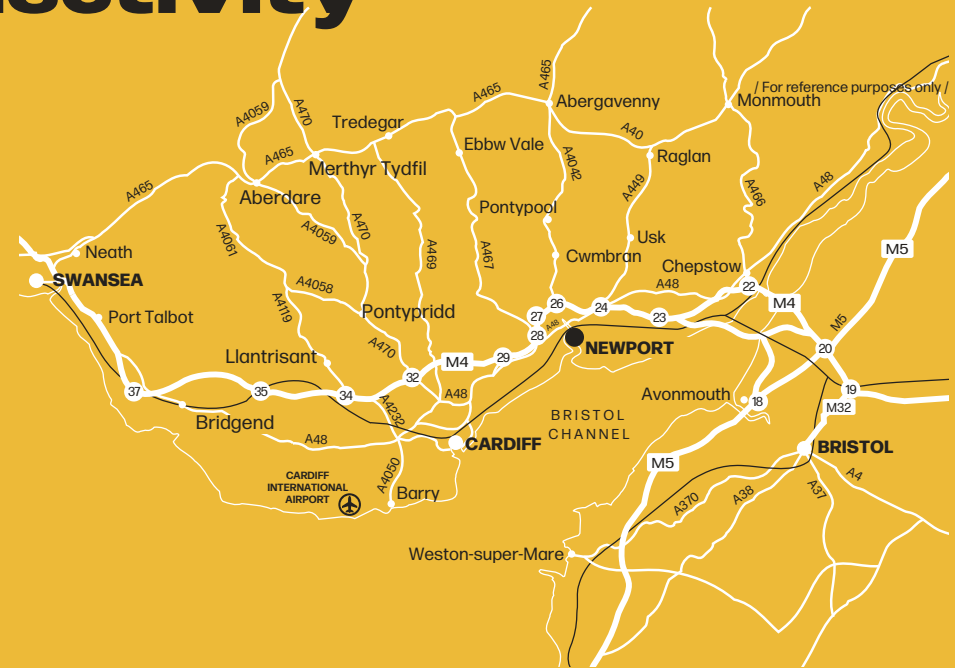 A4059
A470
A465
A465
Tredegar
Abergavenny
/ For reference purposes only /
Monmouth
A40
Ebbw Vale
Raglan
A465
Merthyr Tydfil
A4042
A449
A466
A48
A465
Aberdare
Pontypool
A4061
A4059
A470
A469
A467
Usk
Cwmbran
Chepstow
M5
Neath
SWANSEA
A4058
A48
22
M4
Port Talbot
A4119
Pontypridd
26
24
27
23
A48
28
M5
Llantrisant
A470
NEWPORT
20
M4
29
37
35
34
32
A48
Avonmouth
18
19
M32
Bridgend
A4232
BRISTOL
CHANNEL
A48
CARDIFF
BRISTOL
CARDIFF
INTERNATIONAL
AIRPORT
A4050
Barry
M5
A370
A38
A37
A4
Weston-super-Mare